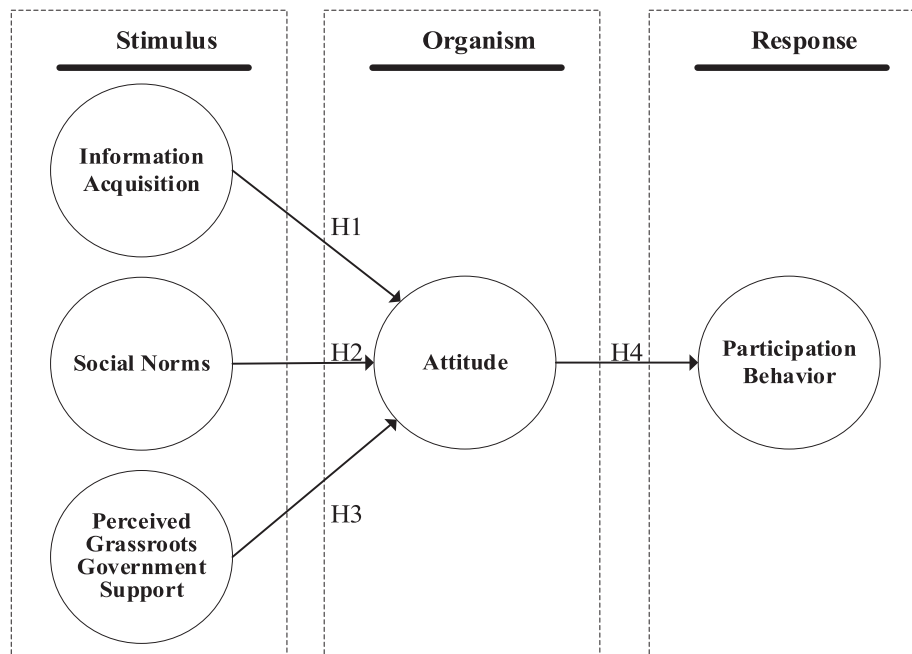 Stimulus
Organism
Response
Information
Acquisition
H1
Social Norms
H2
Attitude
H4
Participation
Behavior
H3
Perceived
Grassroots
Government
Support